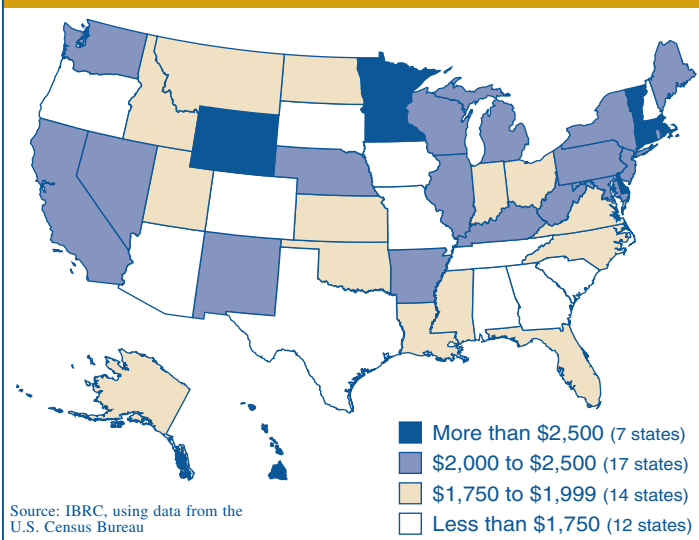 More than $2,500 (7 states)
$2,000 to $2,500 (17 states)
$1,750 to $1,999 (14 states)
Less than $1,750 (12 states)
Source: IBRC, using data from the
U.S. Census Bureau